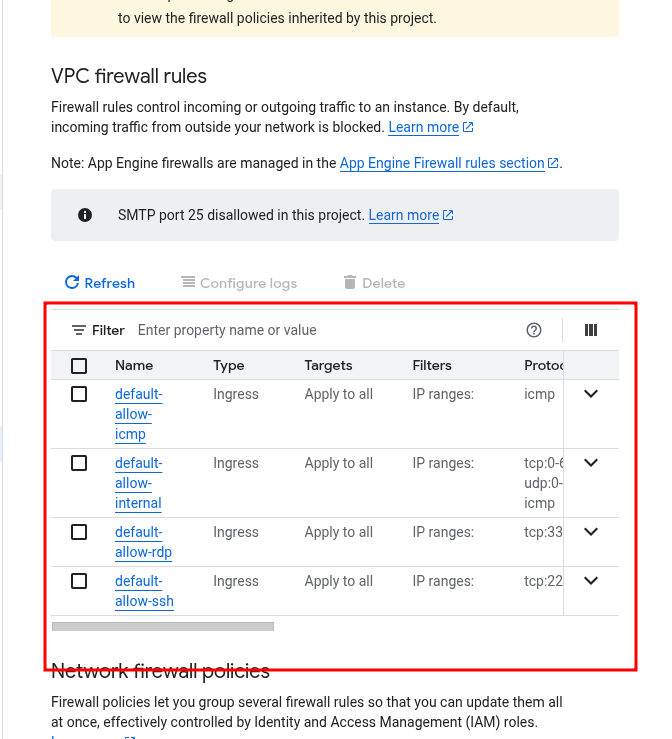 to view the firewall policies inherited by this project.
VPC firewall rules
Firewall rules control incoming or outgoing traffic to an instance. By default,
incoming traffic from outside your network is blocked. Learn more
Note: App Engine firewalls are managed in the App Engine Firewall rules section.
SMTP port 25 disallowed in this project. Learn more
Refresh Configure logs Delete
Filter Enter property name or value
Name Type Targets Filters Protoc
default-allow-icmp Ingress Apply to all IP ranges: icmp
default-allow-internal Ingress Apply to all IP ranges: tcp:0-6 udp:0- icmp
default-allow-rdp Ingress Apply to all IP ranges: tcp:33
default-allow-ssh Ingress Apply to all IP ranges: tcp:22
Network firewall policies
Firewall policies let you group several firewall rules so that you can update them all
at once, effectively controlled by Identity and Access Management (IAM) roles.